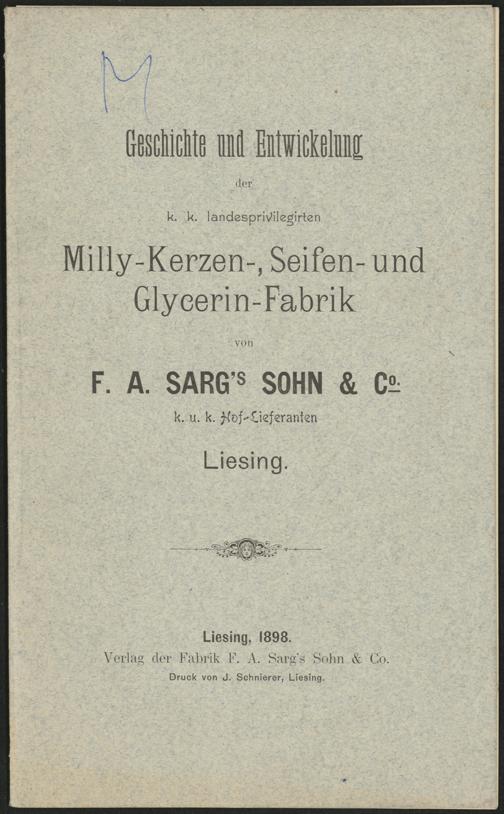 M
Geschichte und Entwickelung
der
k. k. landesprivilegirten
Milly-Kerzen-, Seifen- und
Glycerin-Fabrik
von
F. A. SARG'S SOHN & Co.
k. u. k. Hof-Lieferanten
Liesing.
Liesing, 1898.
Verlag der Fabrik F. A. Sarg's Sohn & Co.
Druck von J. Schnierer, Liesing.